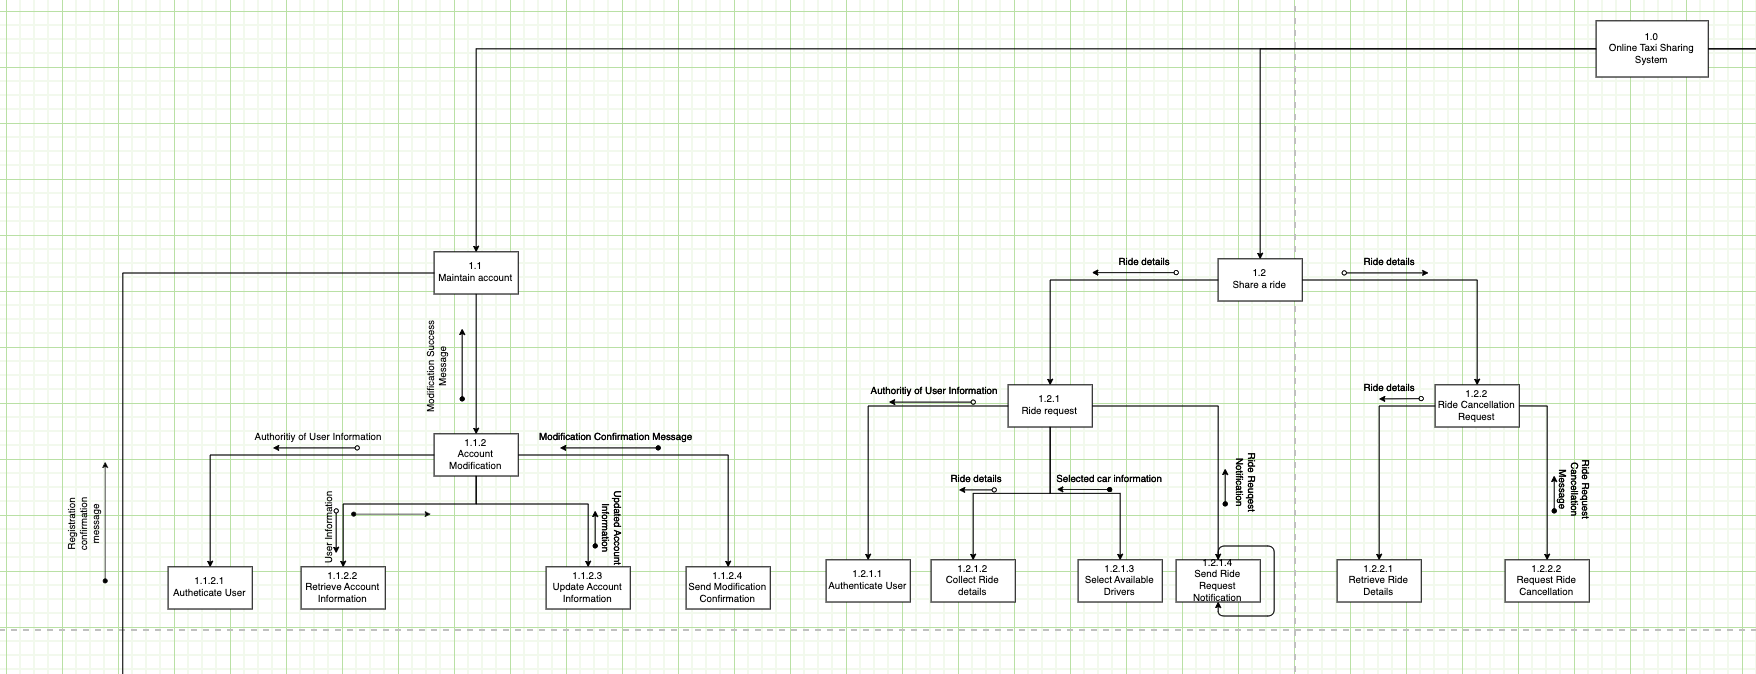 1.0
Online Taxi Sharing
System
1.1
Maintain account
Ride details
1.2
Share a ride
Ride details
Modification Success
Message
Authoritiy of User Information
1.2.1
Ride request
Ride details
1.2.2
Ride Cancellation
Request
Authoritiy of User Information
1.1.2
Account
Modification
Modification Confirmation Message
Ride details
Selected car information
Ride Reuqest
Notification
Ride Request
Cancellation
Message
Registration
confirmation
message
User Information
Updated Account
Information
1.1.2.1
Autheticate User
1.1.2.2
Retrieve Account
Information
1.1.2.3
Update Account
Information
1.1.2.4
Send Modification
Confirmation
1.2.1.1
Authenticate User
1.2.1.2
Collect Ride
details
1.2.1.3
Select Available
Drivers
1.2.1.4
Send Ride
Request
Notification
1.2.2.1
Retrieve Ride
Details
1.2.2.2
Request Ride
Cancellation